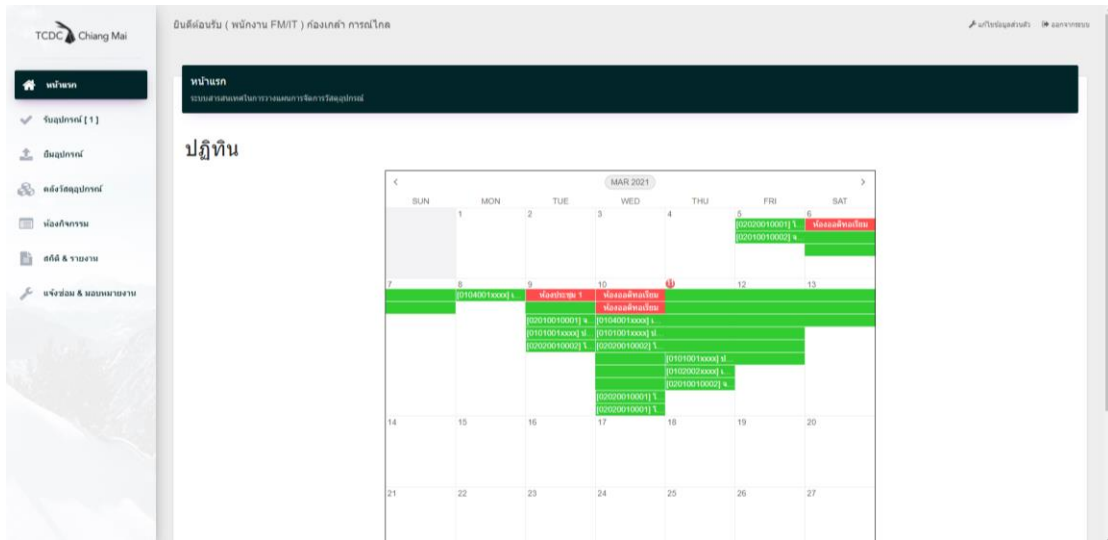 TCDC Chiang Mai
ยินดีต้อนรับ ( พนักงาน FM/IT ) ก้องเกล้า การณ์ไกล
แก้ไขข้อมูลส่วนตัว ออกจากระบบ
หน้าแรก
รับอุปกรณ์ [ 1 ]
ยืมอุปกรณ์
คลังวัสดุอุปกรณ์
ห้องกิจกรรม
สถิติ & รายงาน
แจ้งซ่อม & มอบหมายงาน
หน้าแรก
ระบบสารสนเทศในการวางแผนการจัดการวัสดุอุปกรณ์
ปฏิทิน
< MAR 2021 >
SUN MON TUE WED THU FRI SAT
1 2 3 4 5 6
[02020010001] โ... ห้องออดิทอเรียม
[02010010002] จ...
7 8 9 10 11 12 13
[0104001xxxx] เ... ห้องประชุม 1 ห้องออดิทอเรียม
ห้องออดิทอเรียม
[02010010001] จ... [0104001xxxx] เ...
[0101001xxxx] ป... [0101001xxxx] ป...
[02020010002] โ... [02020010002] โ...
[0101001xxxx] ป...
[0102002xxxx] เ...
[02010010002] จ...
[02020010001] โ...
[02020010001] โ...
14 15 16 17 18 19 20
21 22 23 24 25 26 27